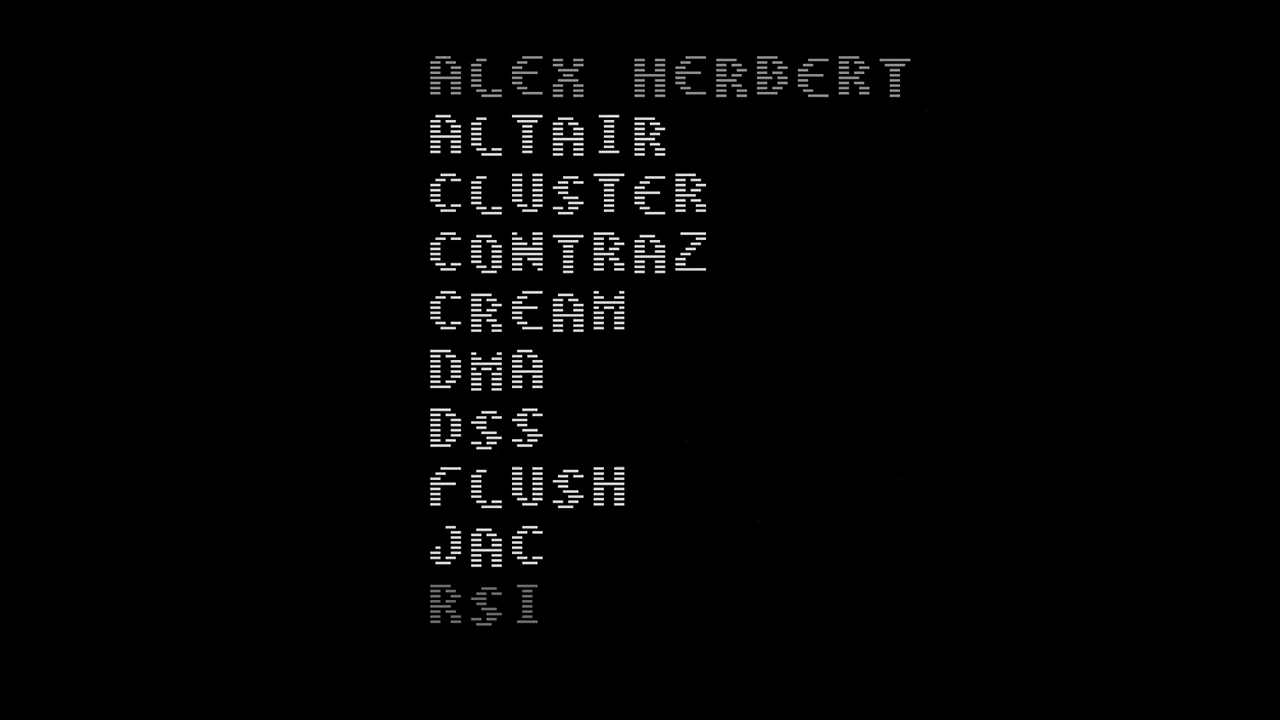 ALEX HERBERT
ALTAIR
CLUSTER
CONTRAZ
CREAM
DMA
DSS
FLUSH
JAC
RSI